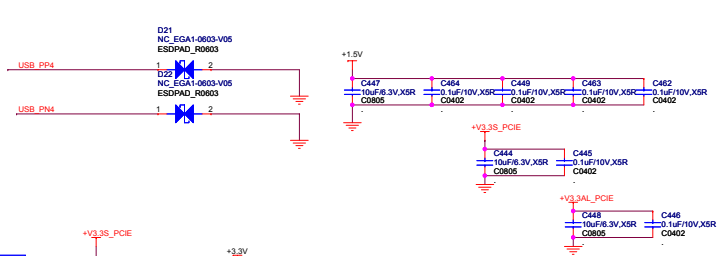 D21
NC_EGA1-0603-V05
ESDPAD_R0603
USB_PP4
1
2
D22
NC_EGA1-0603-V05
ESDPAD_R0603
USB_PN4
1
2
+1.5V
C447
10uF/6.3V,X5R
C0805
.
C464
0.1uF/10V,X5R
C0402
.
C449
0.1uF/10V,X5R
C0402
.
C463
0.1uF/10V,X5R
C0402
.
C462
0.1uF/10V,X5R
C0402
.
+V3.3S_PCIE
C444
10uF/6.3V,X5R
C0805
.
C445
0.1uF/10V,X5R
C0402
.
+V3.3AL_PCIE
C448
10uF/6.3V,X5R
C0805
.
C446
0.1uF/10V,X5R
C0402
.
+V3.3S_PCIE
+3.3V